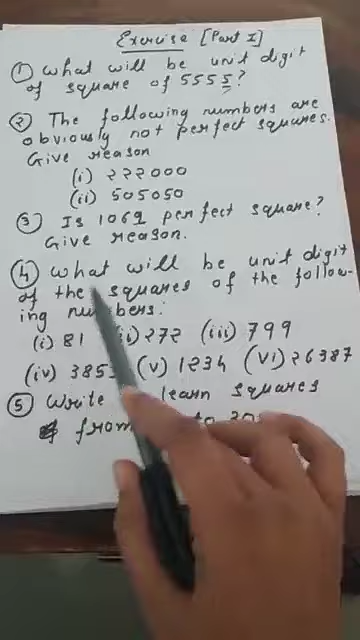 Exercise [Part I]
① What will be unit digit
of square of 5555?
② The following numbers are
obviously not perfect squares.
Give reason
(i) 222000
(ii) 505050
③ Is 1069 perfect square?
Give reason.
④ What will be unit digit
of the squares of the follow-
ing numbers:
(i) 81 (ii) 272 (iii) 799
(iv) 3853 (v) 1234 (vi) 26387
⑤ Write learn squares
from to